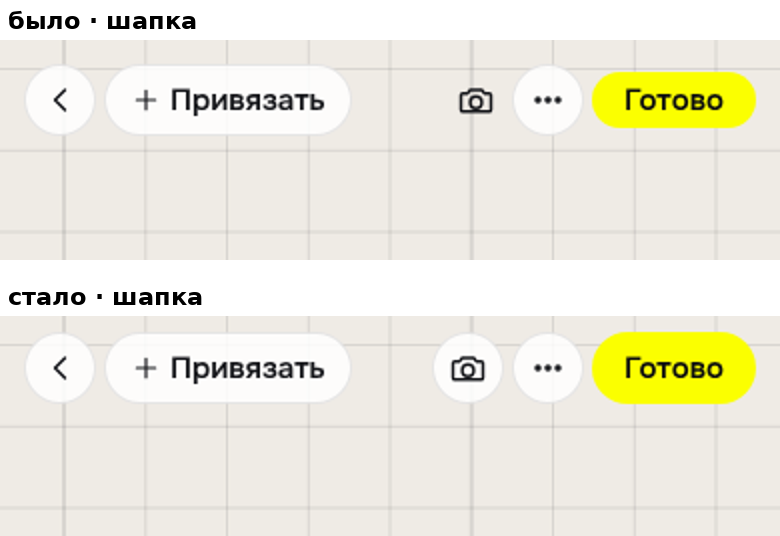 было · шапка
Привязать
Готово
стало · шапка
Привязать
Готово